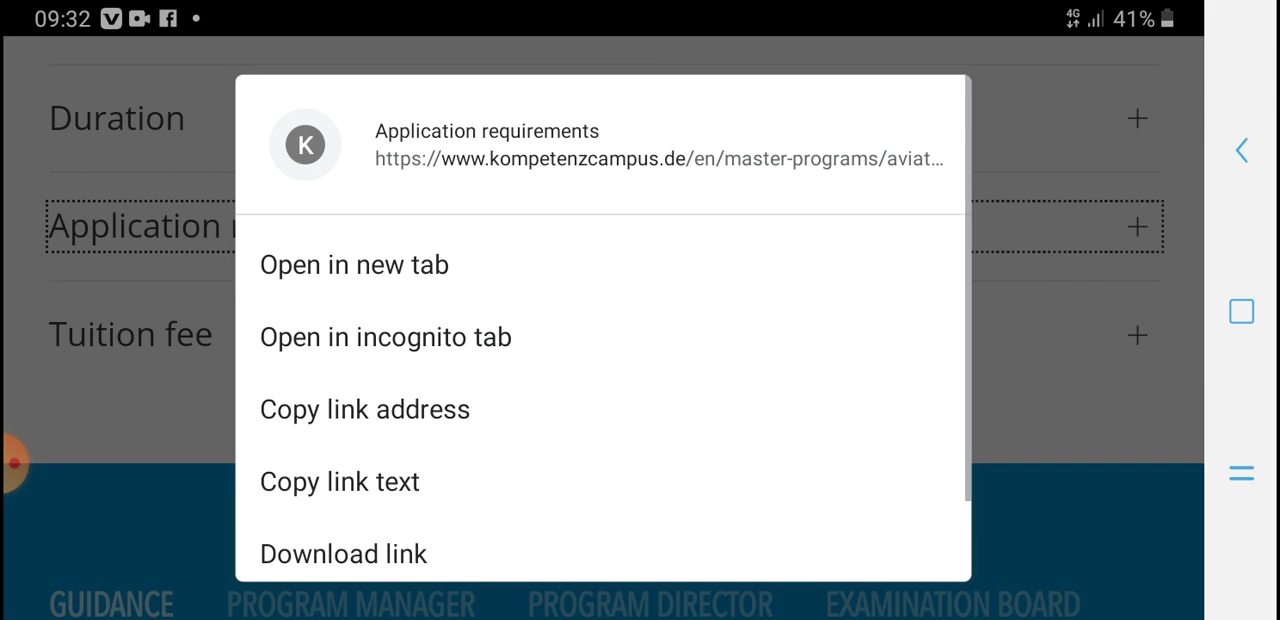 09:32
4G 41%
Duration
K
Application requirements
https://www.kompetenzcampus.de/en/master-programs/aviat...
Application
Open in new tab
Open in incognito tab
Tuition fee
Copy link address
Copy link text
Download link
GUIDANCE PROGRAM MANAGER PROGRAM DIRECTOR EXAMINATION BOARD